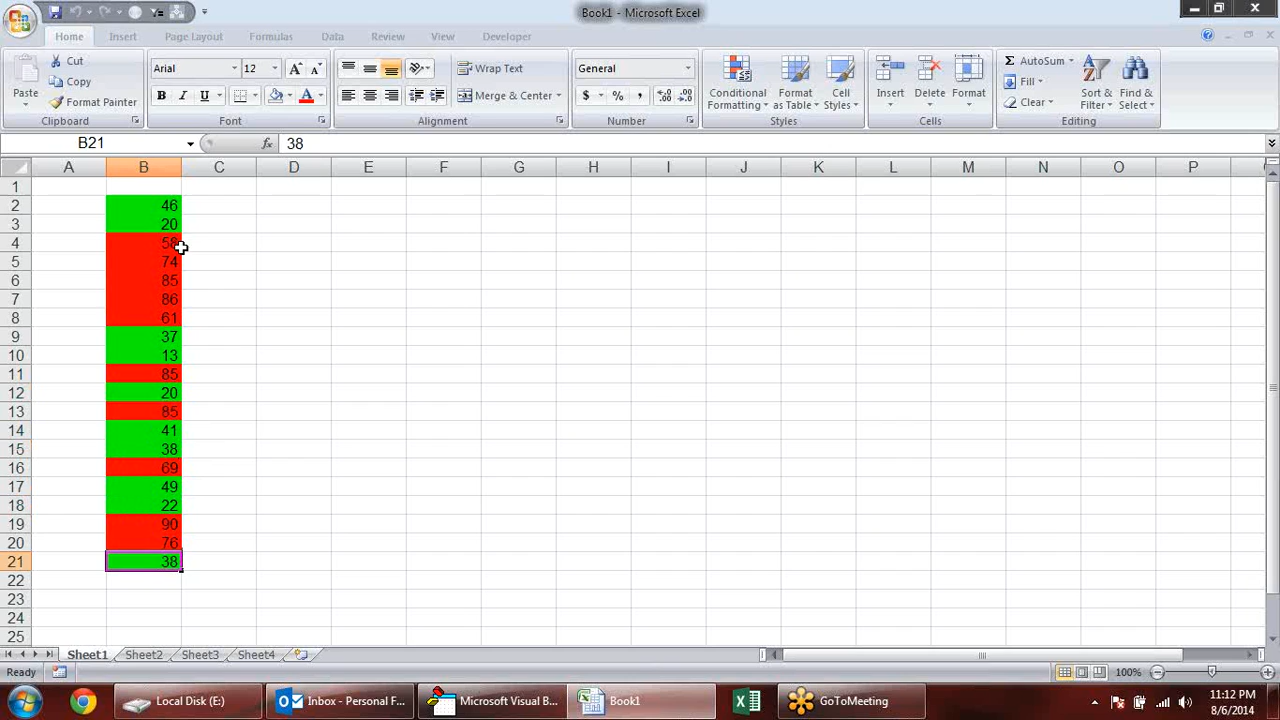 Book1 - Microsoft Excel
Home Insert Page Layout Formulas Data Review View Developer
Paste
Cut
Copy
Format Painter
Clipboard
Arial 12
B I U A
Font
Wrap Text
Merge & Center
Alignment
General
$ % ,
Number
Conditional Formatting
Format as Table
Cell Styles
Styles
Insert Delete Format
Cells
AutoSum
Fill
Clear
Sort & Filter
Find & Select
Editing
B21 fx 38
A B C D E F G H I J K L M N O P
1
2 46
3 20
4 58
5 74
6 85
7 86
8 61
9 37
10 13
11 85
12 20
13 85
14 41
15 38
16 69
17 49
18 22
19 90
20 76
21 38
22
23
24
25
Sheet1 Sheet2 Sheet3 Sheet4
Ready 100%
Local Disk (E:) Inbox - Personal F... Microsoft Visual B... Book1 GoToMeeting
11:12 PM
8/6/2014